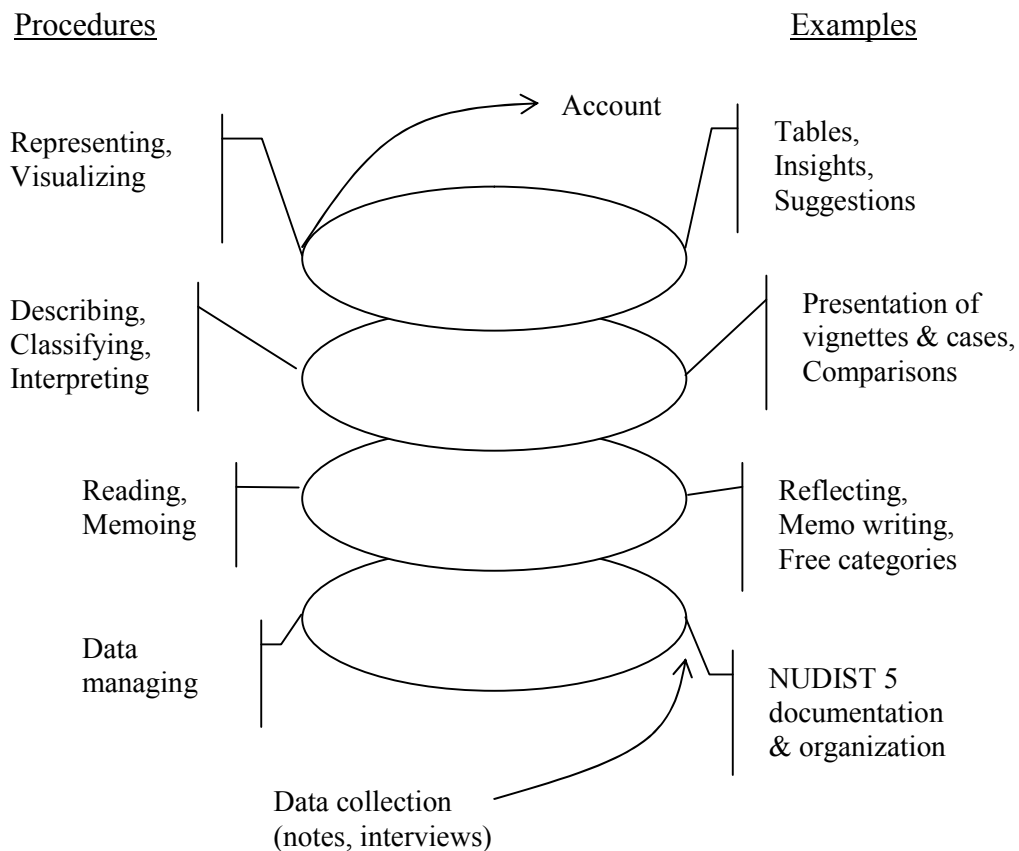 Procedures
Examples
Account
Representing,
Visualizing
Tables,
Insights,
Suggestions
Describing,
Classifying,
Interpreting
Presentation of
vignettes & cases,
Comparisons
Reading,
Memoing
Reflecting,
Memo writing,
Free categories
Data
managing
NUDIST 5
documentation
& organization
Data collection
(notes, interviews)